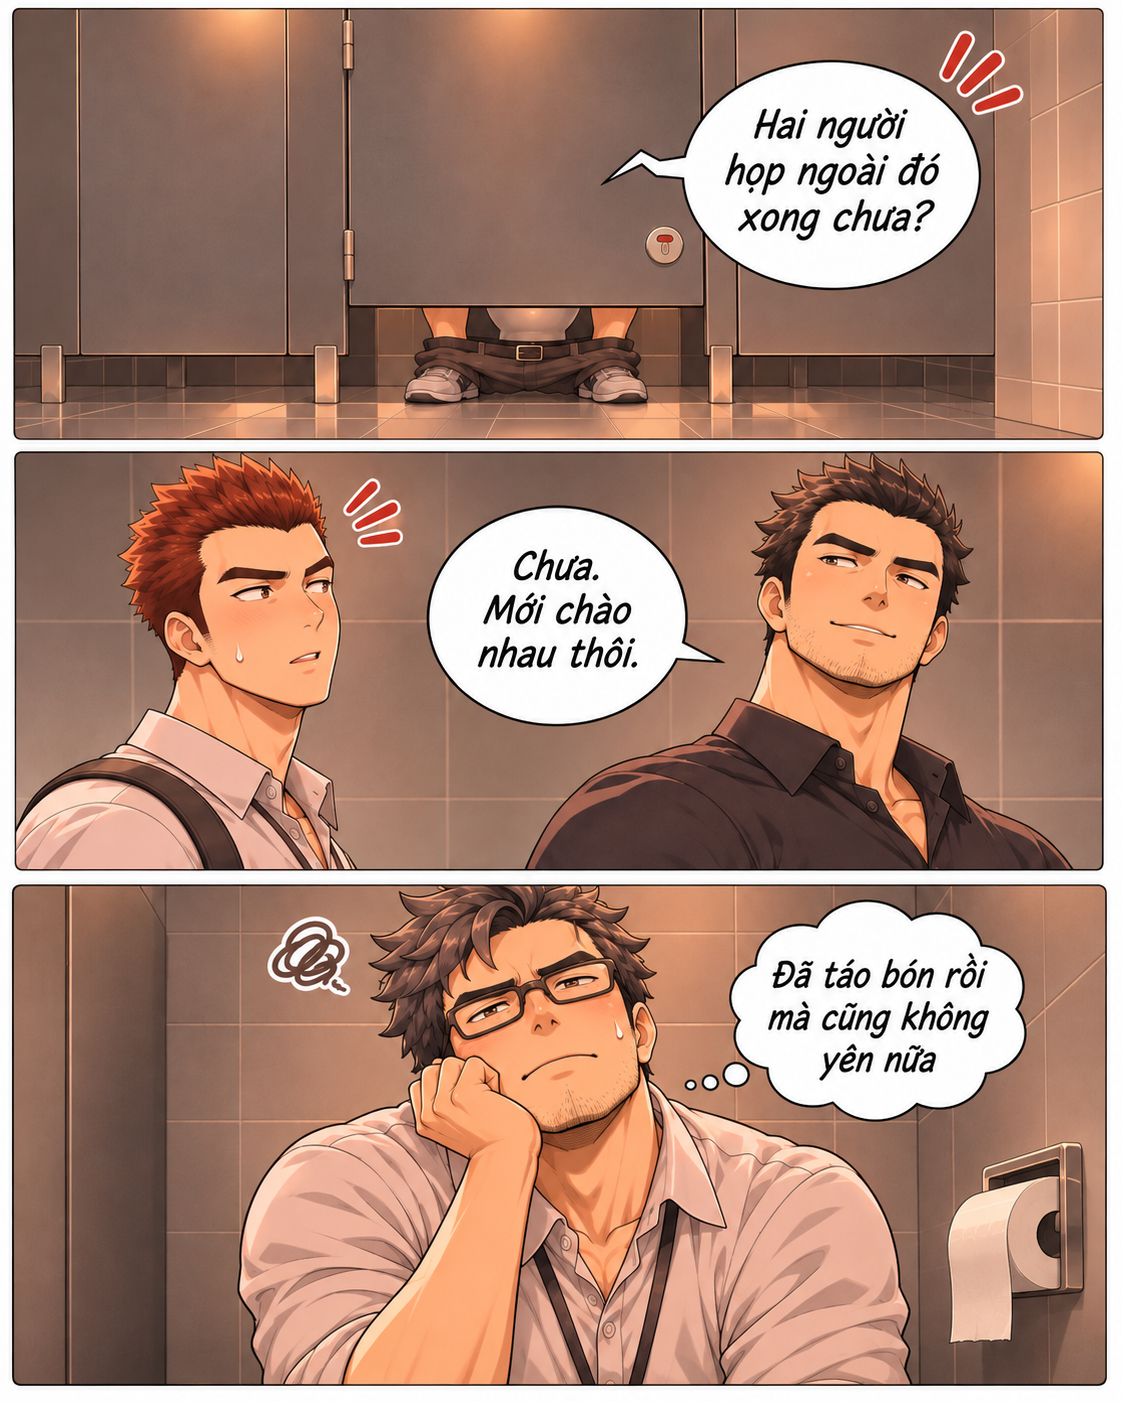 Hai người
họp ngoài đó
xong chưa?
Chưa.
Mới chào
nhau thôi.
Đã táo bón rồi
mà cũng không
yên nữa